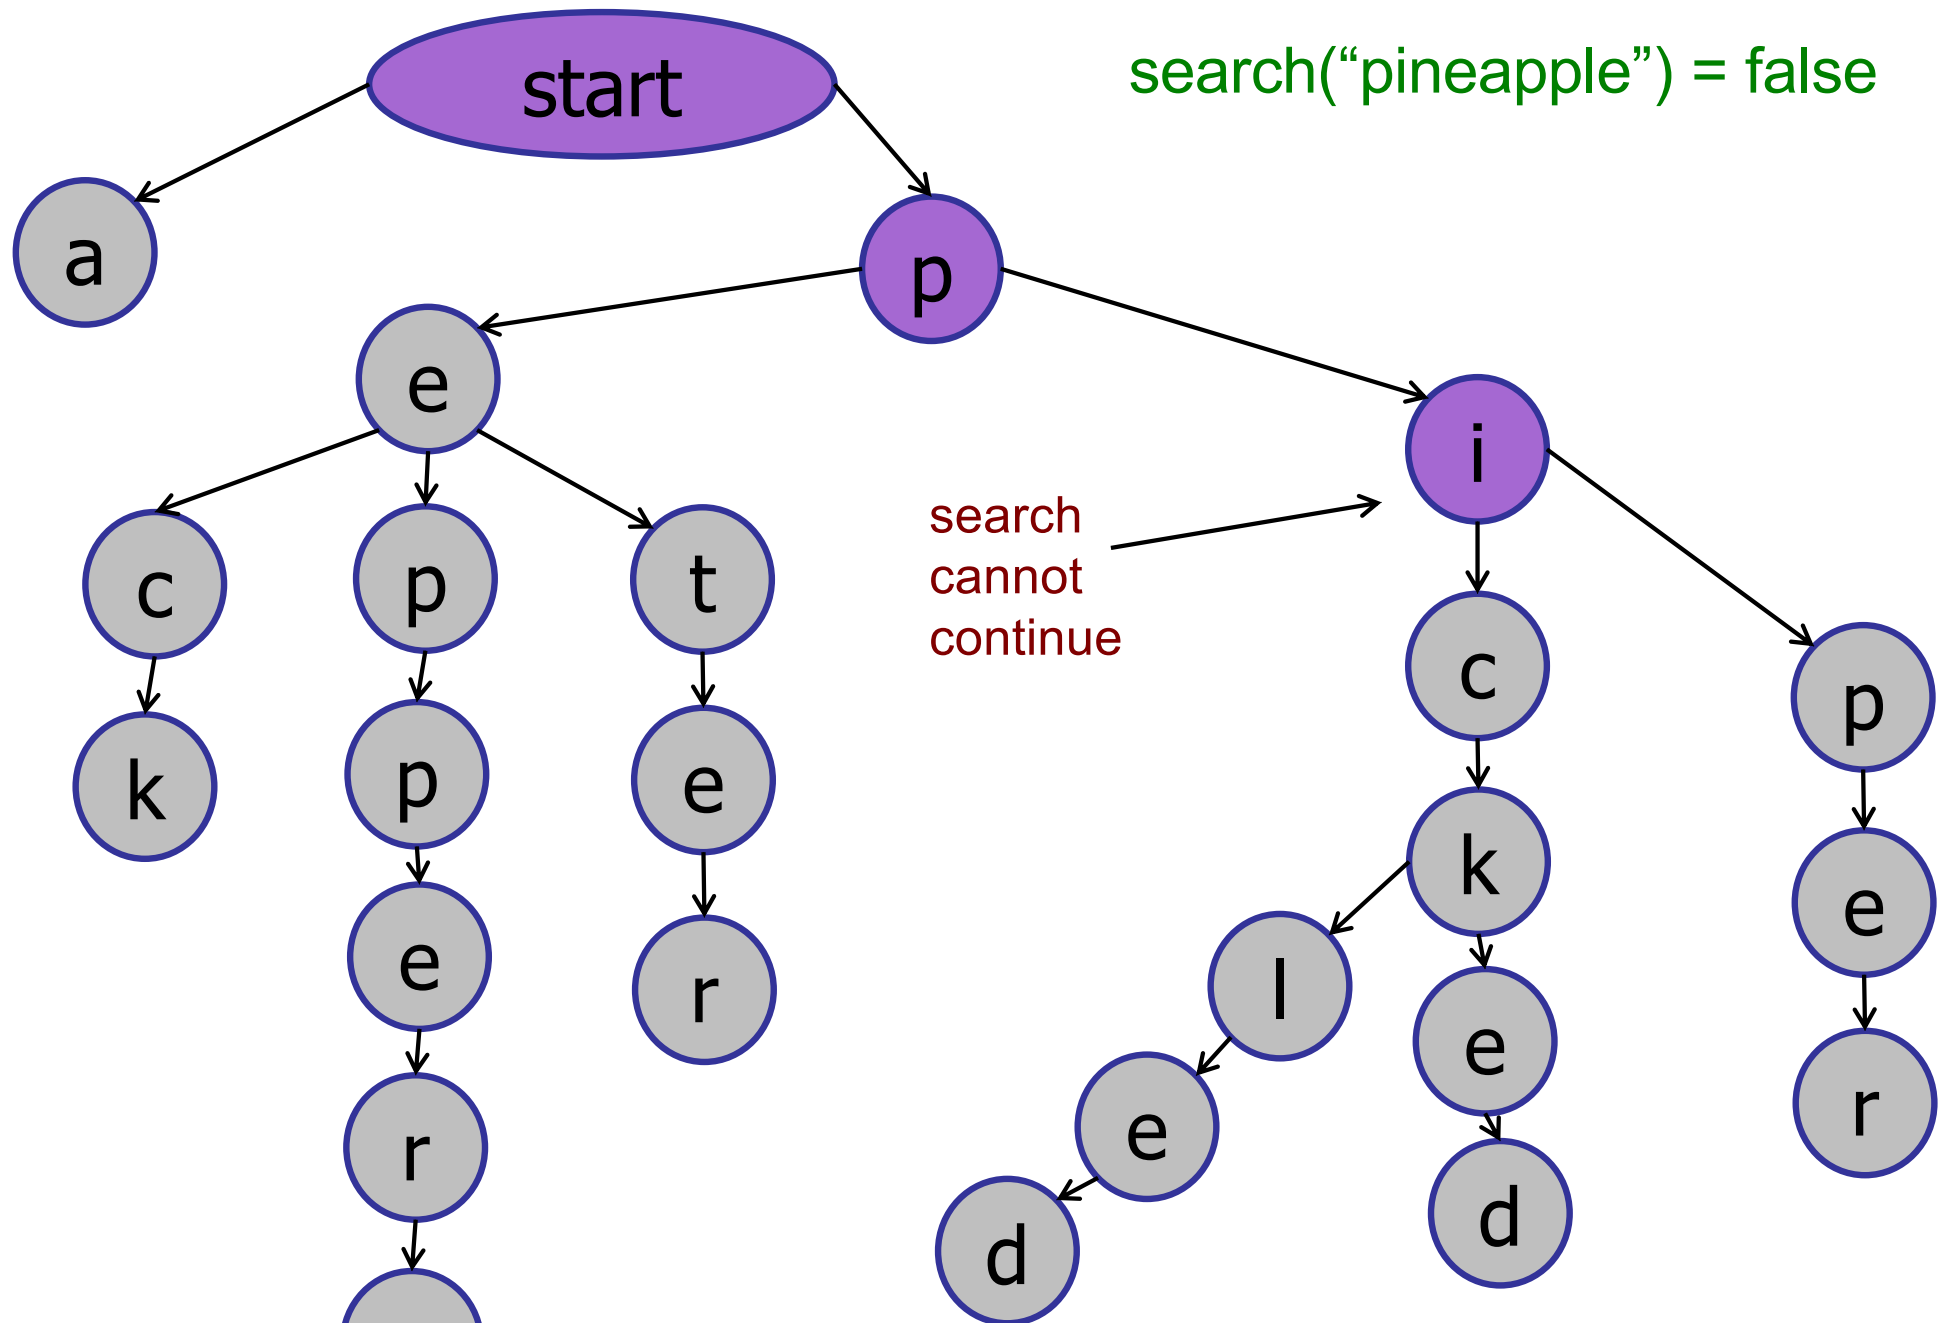 start
search(“pineapple”) = false
a
p
e
i
search
cannot
continue
c
p
t
c
p
k
p
e
k
e
e
l
r
e
e
r
r
d
d